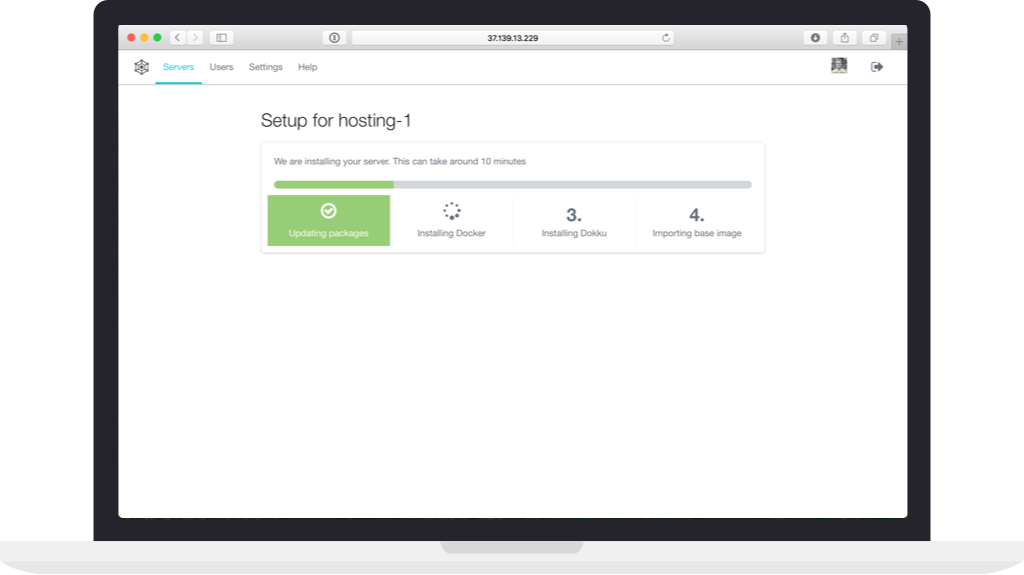 37.139.13.229
Servers Users Settings Help
Setup for hosting-1
We are installing your server. This can take around 10 minutes
3. 4.
Updating packages Installing Docker Installing Dokku Importing base image